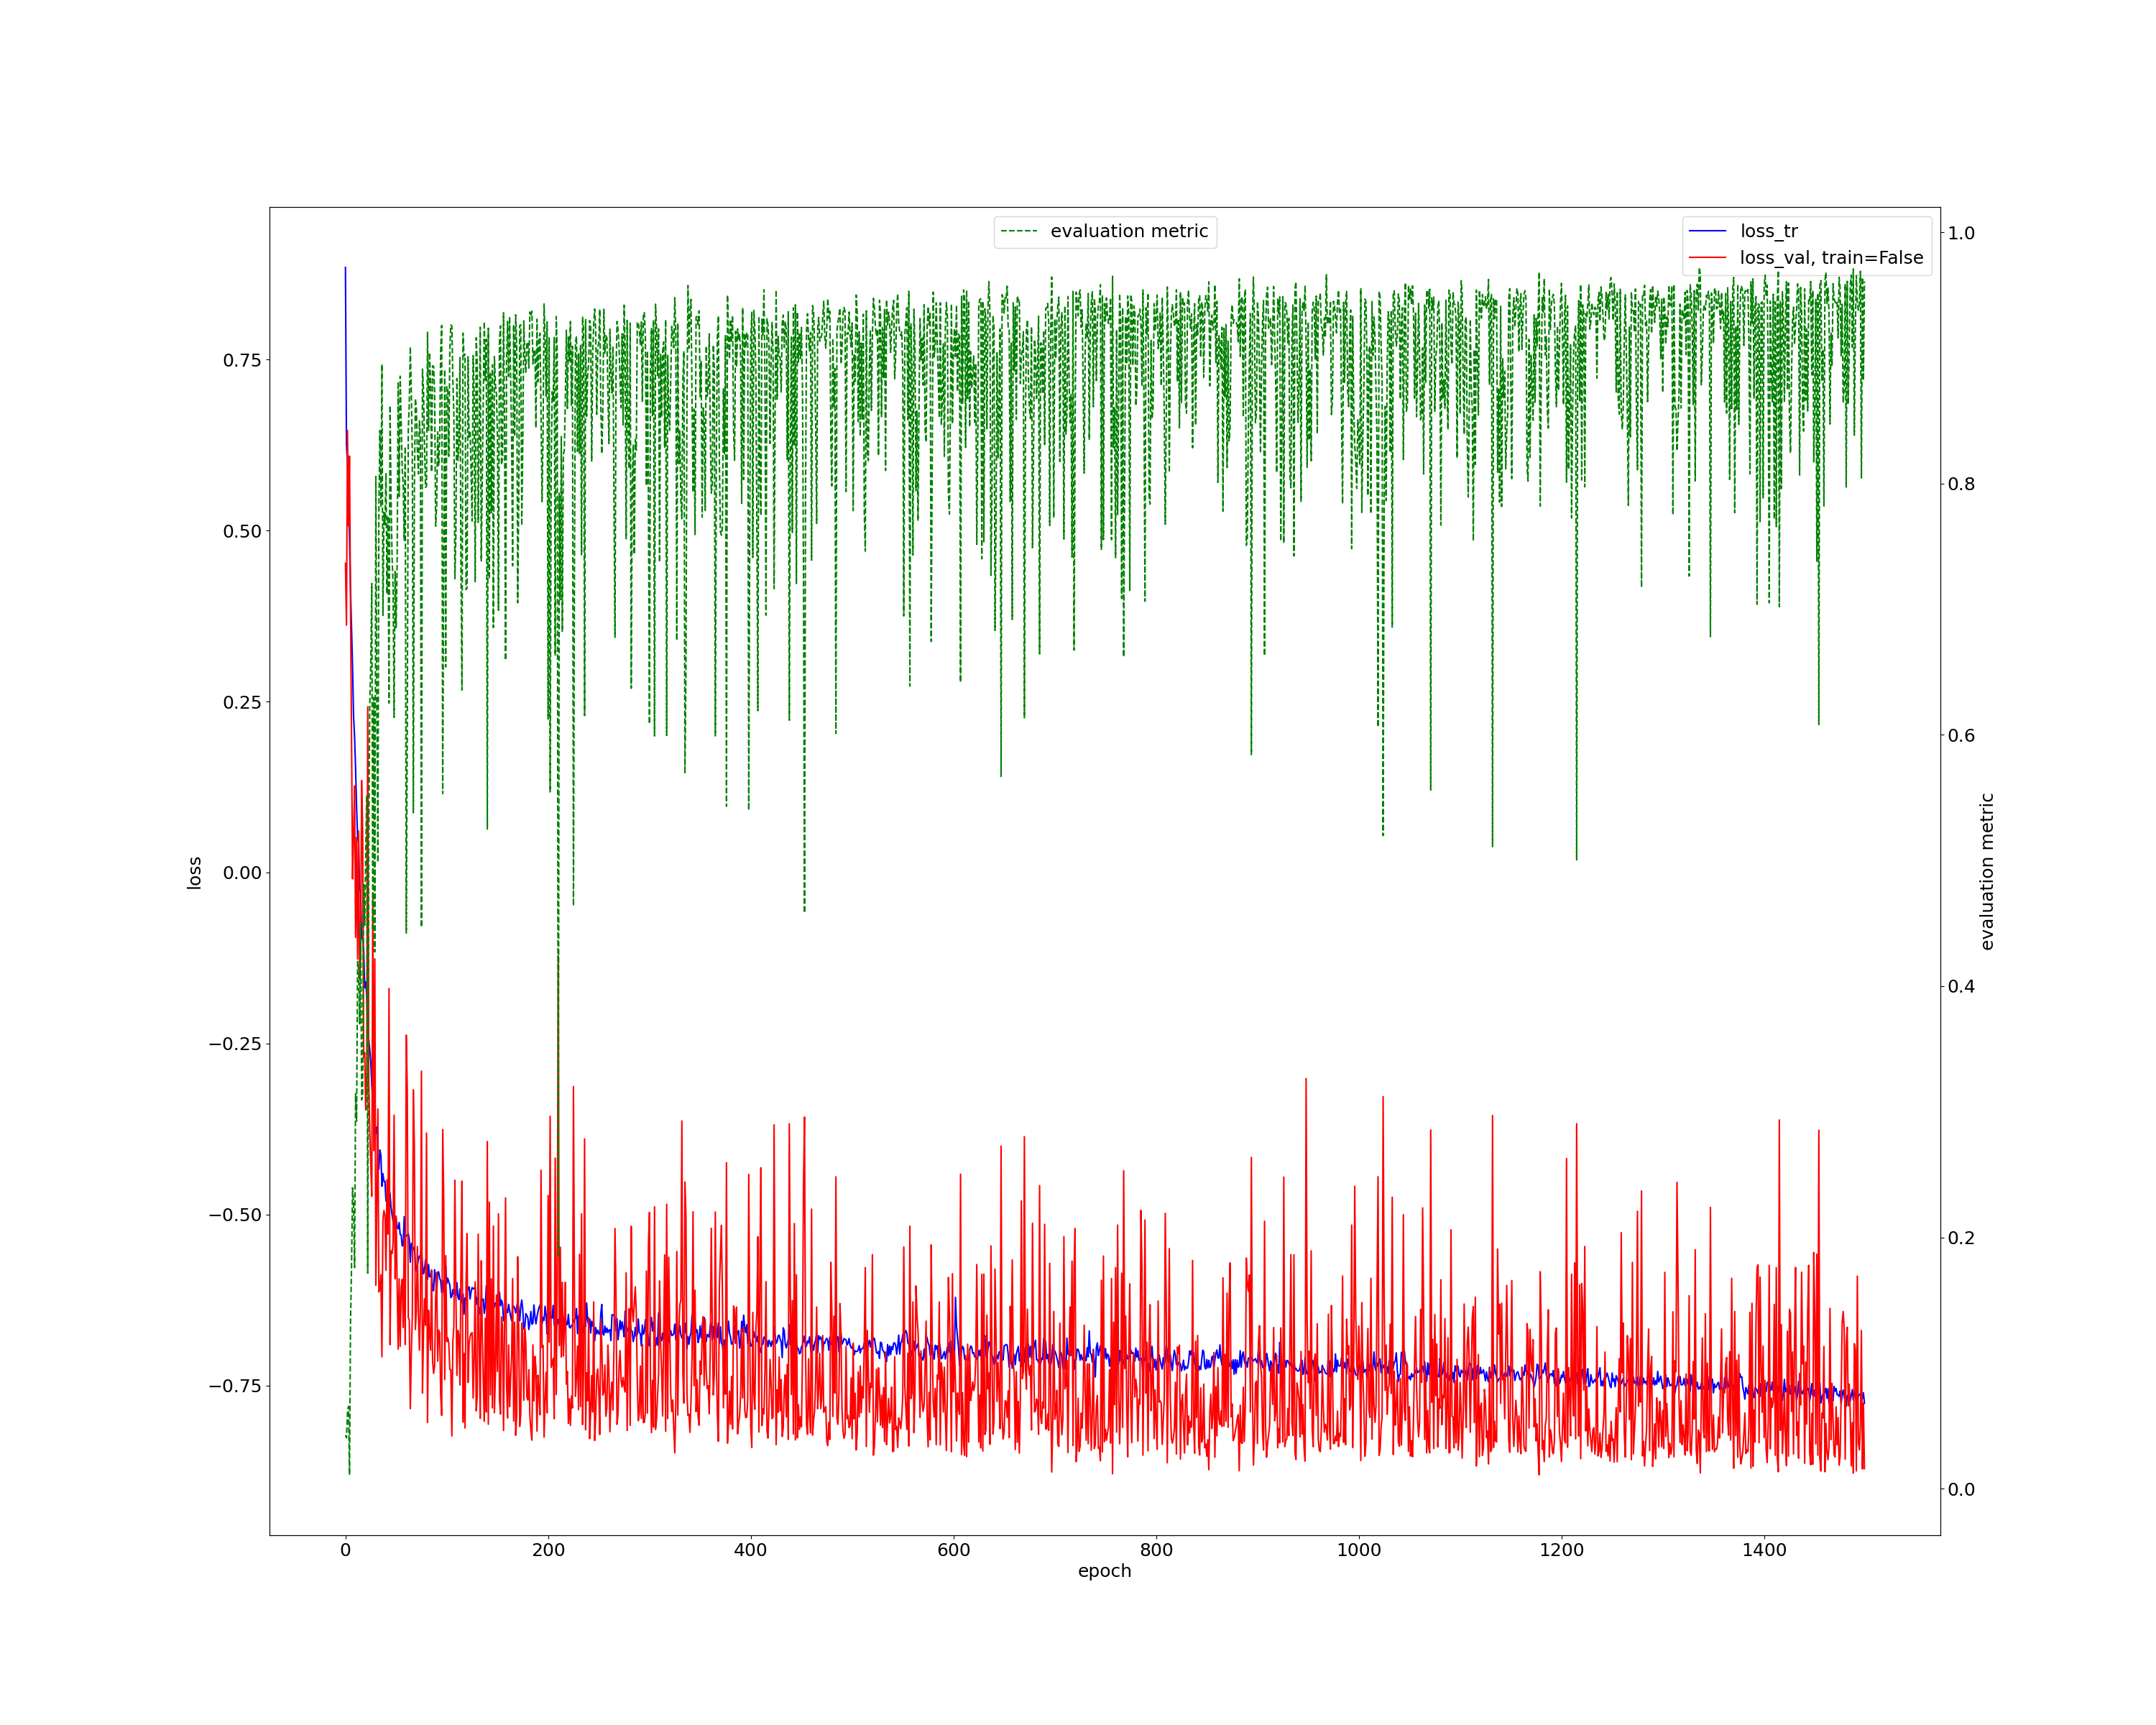 evaluation metric
loss_tr
loss_val, train=False
1.0
0.75
0.8
0.50
0.25
0.6
0.00
loss
evaluation metric
0.4
−0.25
−0.50
0.2
−0.75
0.0
0 200 400 600 800 1000 1200 1400
epoch